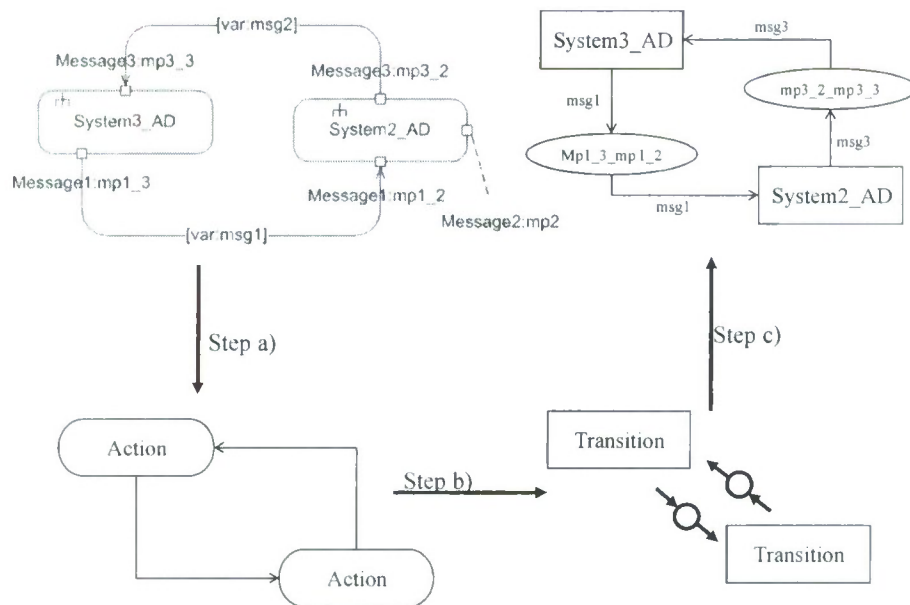 [var:msg2]
Message3:mp3_3
Message3:mp3_2
System3_AD
System2_AD
Message1:mp1_3
Message1:mp1_2
Message2:mp2
[var:msg1]
System3_AD
msg3
msg1
mp3_2_mp3_3
Mp1_3_mp1_2
msg3
msg1
System2_AD
Step a)
Step c)
Action
Step b)
Action
Transition
Transition